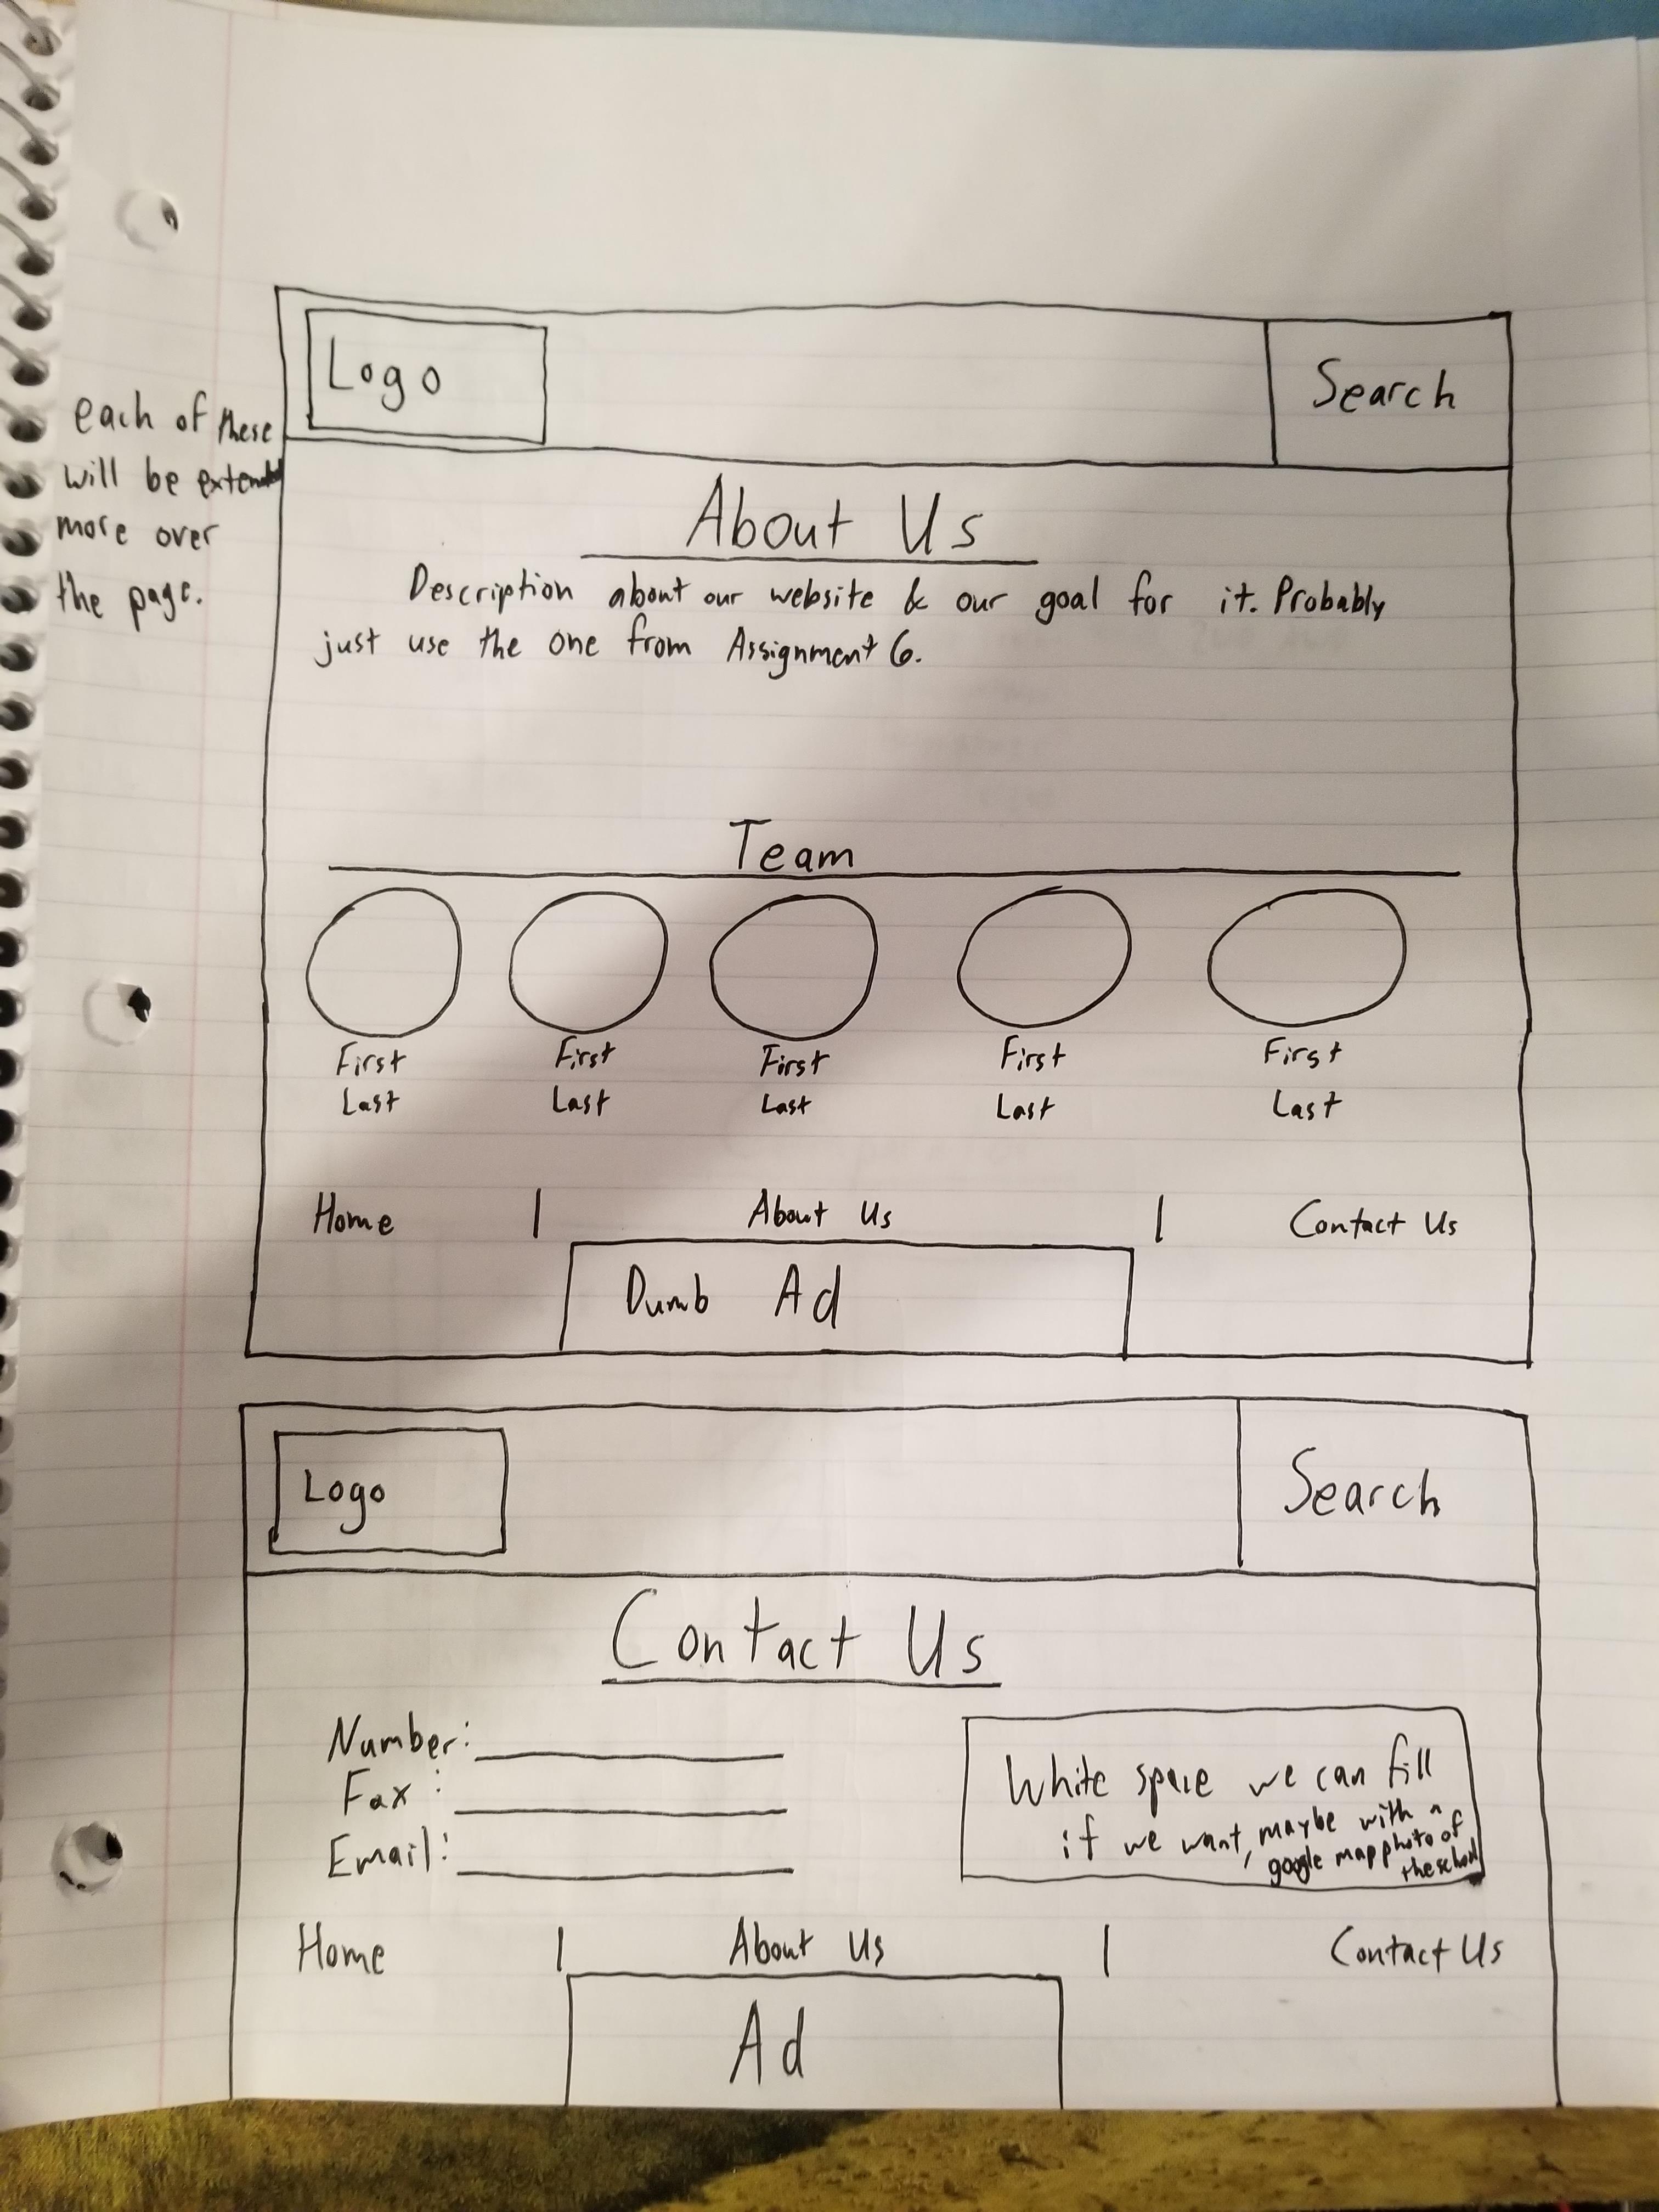 each of these
will be extend
more over
the page.
Logo
Search
About Us
Description about our website & our goal for it. Probably
just use the one from Assignment 6.
Team
First
Last
First
Last
First
Last
First
Last
First
Last
Home | About Us | Contact Us
Dumb Ad
Logo
Search
Contact Us
Number:
Fax:
Email:
White space we can fill
if we want, maybe with a
google map photo of
the school
Home | About Us | Contact Us
Ad